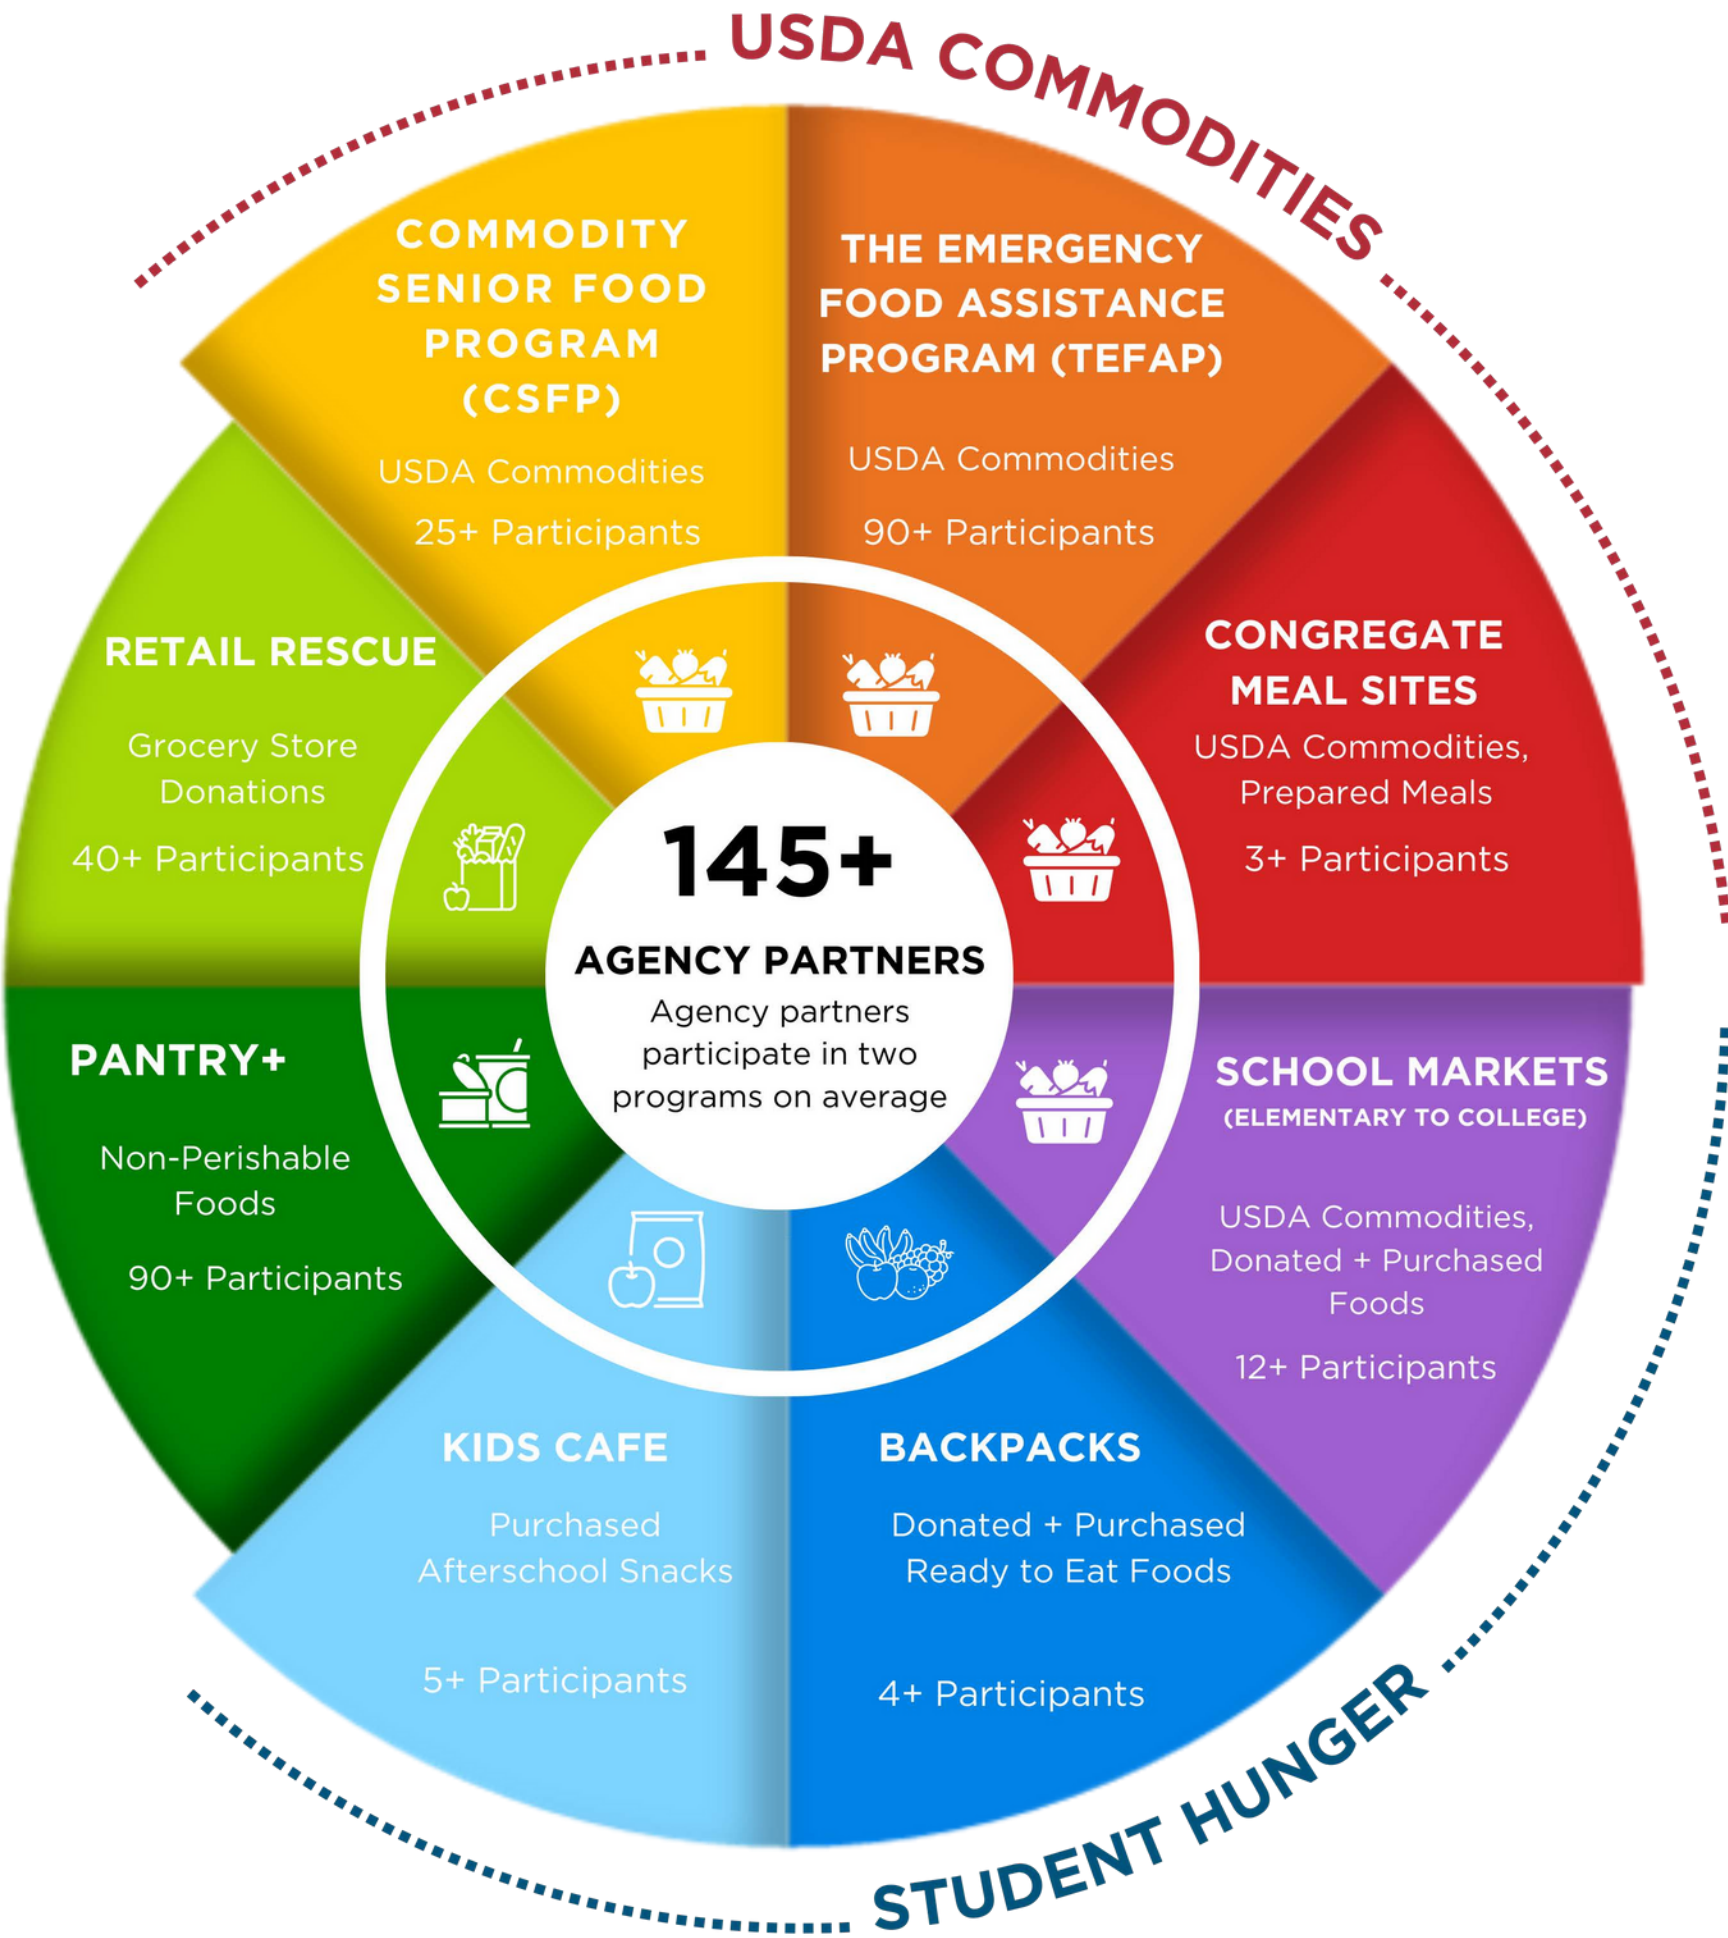 USDA COMMODITIES
COMMODITY
SENIOR FOOD
PROGRAM
(CSFP)
USDA Commodities
25+ Participants
THE EMERGENCY
FOOD ASSISTANCE
PROGRAM (TEFAP)
USDA Commodities
90+ Participants
CONGREGATE
MEAL SITES
USDA Commodities,
Prepared Meals
3+ Participants
SCHOOL MARKETS
(ELEMENTARY TO COLLEGE)
USDA Commodities,
Donated + Purchased
Foods
12+ Participants
BACKPACKS
Donated + Purchased
Ready to Eat Foods
4+ Participants
KIDS CAFE
Purchased
Afterschool Snacks
5+ Participants
PANTRY+
Non-Perishable
Foods
90+ Participants
RETAIL RESCUE
Grocery Store
Donations
40+ Participants
145+
AGENCY PARTNERS
Agency partners
participate in two
programs on average
STUDENT HUNGER